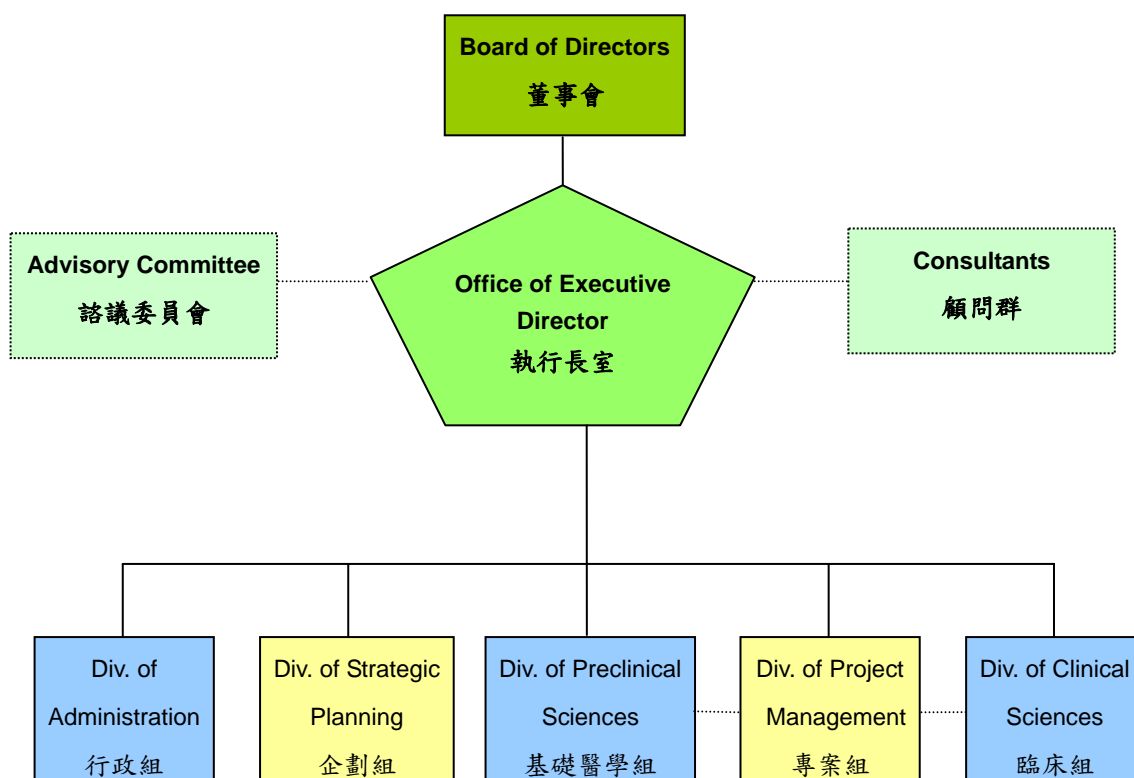 Board of Directors
董事會
Advisory Committee
諮議委員會
Office of Executive
Director
執行長室
Consultants
顧問群
Div. of
Administration
行政組
Div. of Strategic
Planning
企劃組
Div. of Preclinical
Sciences
基礎醫學組
Div. of Project
Management
專案組
Div. of Clinical
Sciences
臨床組